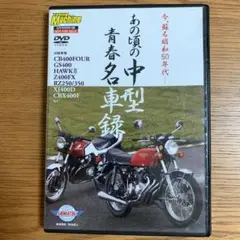 Machine
今、蘇る昭和50年代
あの頃の中型
青春名車録
DVD
CB400FOUR
GS400
HAWKⅡ
Z400FX
RZ250/350
XJ400D
CBX400F